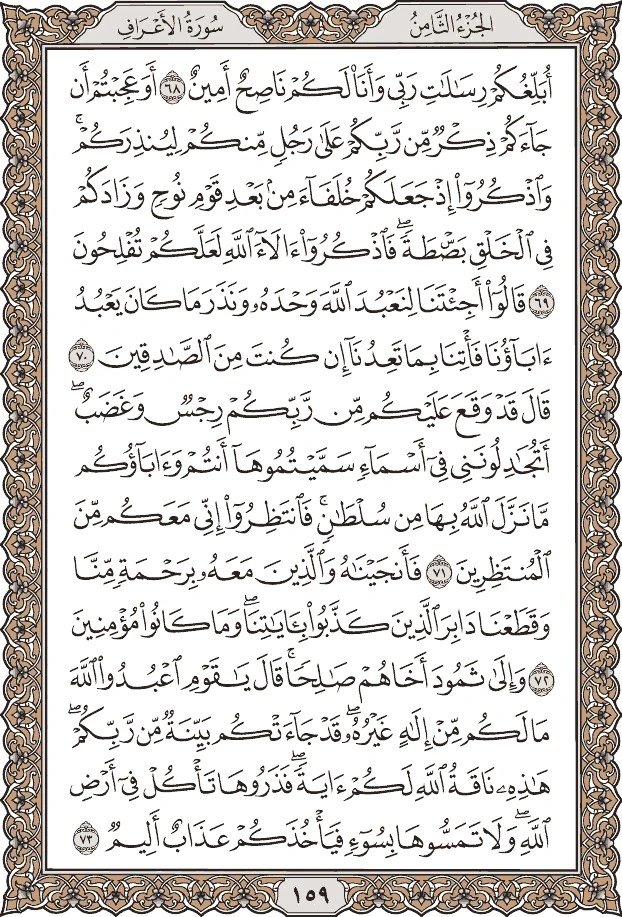 الجُزْءُ الثَّامِنُ
سُورَةُ الأَعْرَافِ
أُبَلِّغُكُمْ رِسَٰلَٰتِ رَبِّي وَأَنَا۠ لَكُمْ نَاصِحٌ أَمِينٌ ٦٨ أَوَعَجِبْتُمْ أَن
جَآءَكُمْ ذِكْرٌ مِّن رَّبِّكُمْ عَلَىٰ رَجُلٍ مِّنكُمْ لِيُنذِرَكُمْۚ
وَٱذْكُرُوٓا۟ إِذْ جَعَلَكُمْ خُلَفَآءَ مِنۢ بَعْدِ قَوْمِ نُوحٍ وَزَادَكُمْ
فِي ٱلْخَلْقِ بَصْۜطَةًۖ فَٱذْكُرُوٓا۟ ءَالَآءَ ٱللَّهِ لَعَلَّكُمْ تُفْلِحُونَ
٦٩ قَالُوٓا۟ أَجِئْتَنَا لِنَعْبُدَ ٱللَّهَ وَحْدَهُۥ وَنَذَرَ مَا كَانَ يَعْبُدُ
ءَابَآؤُنَا فَأْتِنَا بِمَا تَعِدُنَآ إِن كُنتَ مِنَ ٱلصَّٰدِقِينَ ٧٠
قَالَ قَدْ وَقَعَ عَلَيْكُم مِّن رَّبِّكُمْ رِجْسٌ وَغَضَبٌۖ
أَتُجَٰدِلُونَنِي فِيٓ أَسْمَآءٍ سَمَّيْتُمُوهَآ أَنتُمْ وَءَابَآؤُكُم
مَّا نَزَّلَ ٱللَّهُ بِهَا مِن سُلْطَٰنٍۚ فَٱنتَظِرُوٓا۟ إِنِّي مَعَكُم مِّنَ
ٱلْمُنتَظِرِينَ ٧١ فَأَنجَيْنَٰهُ وَٱلَّذِينَ مَعَهُۥ بِرَحْمَةٍ مِّنَّا
وَقَطَعْنَا دَابِرَ ٱلَّذِينَ كَذَّبُوا۟ بِـَٔايَٰتِنَاۖ وَمَا كَانُوا۟ مُؤْمِنِينَ
٧٢ وَإِلَىٰ ثَمُودَ أَخَاهُمْ صَٰلِحًاۚ قَالَ يَٰقَوْمِ ٱعْبُدُوا۟ ٱللَّهَ
مَا لَكُم مِّنْ إِلَٰهٍ غَيْرُهُۥۖ قَدْ جَآءَتْكُم بَيِّنَةٌ مِّن رَّبِّكُمْۖ
هَٰذِهِۦ نَاقَةُ ٱللَّهِ لَكُمْ ءَايَةًۖ فَذَرُوهَا تَأْكُلْ فِيٓ أَرْضِ
ٱللَّهِۖ وَلَا تَمَسُّوهَا بِسُوٓءٍ فَيَأْخُذَكُمْ عَذَابٌ أَلِيمٌ ٧٣
١٥٩